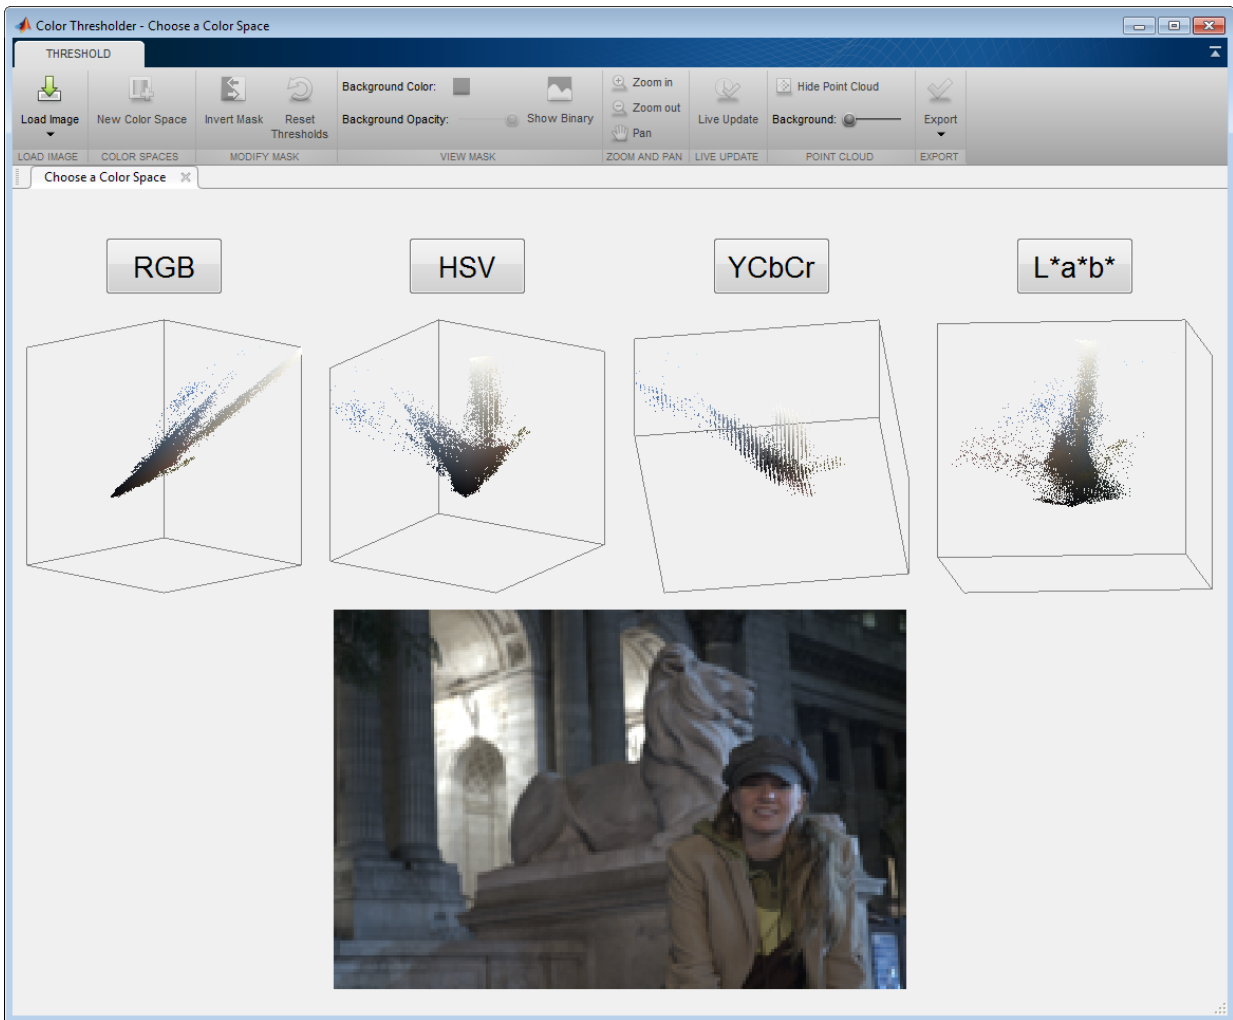 Color Thresholder - Choose a Color Space
THRESHOLD
Load Image
New Color Space
Invert Mask
Reset
Thresholds
Background Color:
Background Opacity:
Show Binary
Zoom in
Zoom out
Pan
Live Update
Hide Point Cloud
Background:
Export
LOAD IMAGE
COLOR SPACES
MODIFY MASK
VIEW MASK
ZOOM AND PAN
LIVE UPDATE
POINT CLOUD
EXPORT
Choose a Color Space
RGB
HSV
YCbCr
L*a*b*